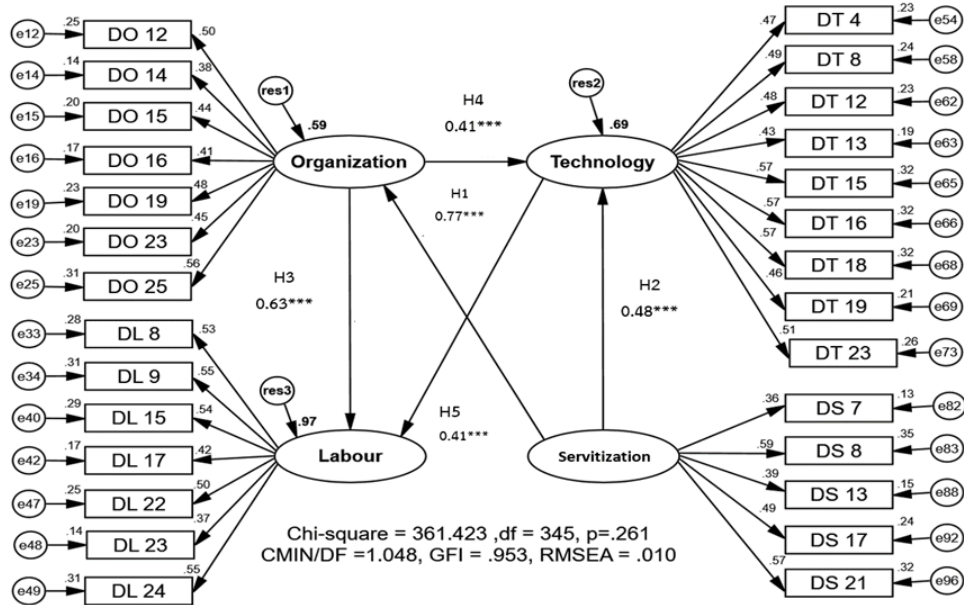 e12 .25 DO 12 .50
e14 .14 DO 14 .38
e15 .20 DO 15 .44
e16 .17 DO 16 .41
e19 .23 DO 19 .48
e23 .20 DO 23 .45
e25 .31 DO 25 .56
e33 .28 DL 8 .53
e34 .31 DL 9 .55
e40 .29 DL 15 .54
e42 .17 DL 17 .42
e47 .25 DL 22 .50
e48 .14 DL 23 .37
e49 .31 DL 24 .55
res1
.59
Organization
H4
0.41***
res2
.69
Technology
H1
0.77***
H3
0.63***
H2
0.48***
res3
.97
Labour
H5
0.41***
Servitization
.47 DT 4 .23 e54
.49 DT 8 .24 e58
.48 DT 12 .23 e62
.43 DT 13 .19 e63
.57 DT 15 .32 e65
.57 DT 16 .32 e66
.57 DT 18 .32 e68
.46 DT 19 .21 e69
.51 DT 23 .26 e73
.36 DS 7 .13 e82
.59 DS 8 .35 e83
.39 DS 13 .15 e88
.49 DS 17 .24 e92
.57 DS 21 .32 e96
Chi-square = 361.423 ,df = 345, p=.261
CMIN/DF =1.048, GFI = .953, RMSEA = .010